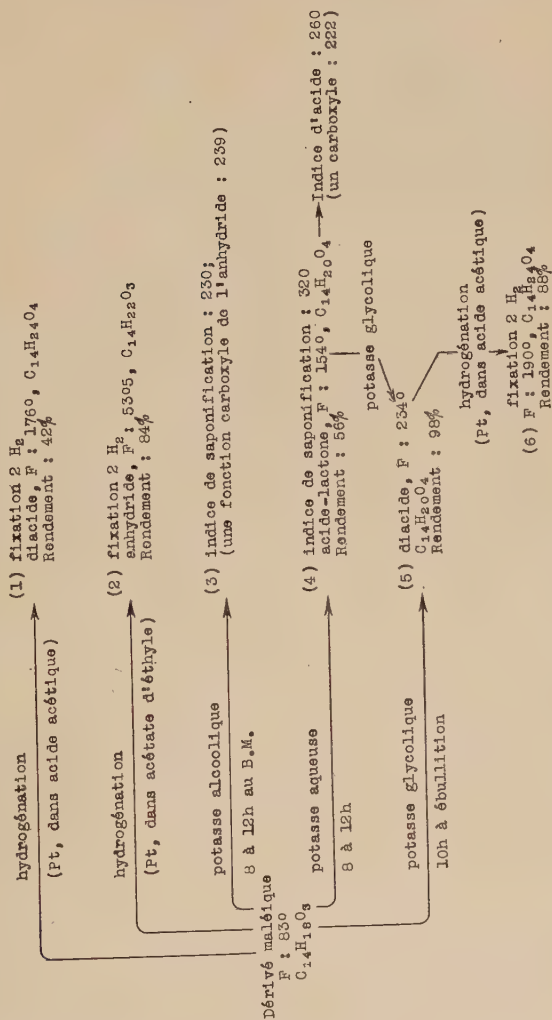 Dérivé maléique
F : 83°
C14H18O3
hydrogénation
(Pt, dans acide acétique)
(1) fixation 2 H2
diacide, F : 176°, C14H24O4
Rendement : 42%
hydrogénation
(Pt, dans acétate d'éthyle)
(2) fixation 2 H2
anhydride, F : 53°5, C14H22O3
Rondement : 84%
potasse alcoolique
8 à 12h au B.M.
(3) indice de saponification : 230;
(une fonction carboxyle de l'anhydride : 239)
potasse aqueuse
8 à 12h
(4) indice de saponification : 320
acide-lactone, F : 154°, C14H20O4
Rendement : 56%
Indice d'acide : 260
(un carboxyle : 222)
potasse glycolique
potasse glycolique
10h à ébullition
(5) diacide, F : 234°
C14H20O4
Rendement : 98%
hydrogénation
(Pt, dans acide acétique)
fixation 2 H2
(6) F : 190°, C14H24O4
Rendement : 88%